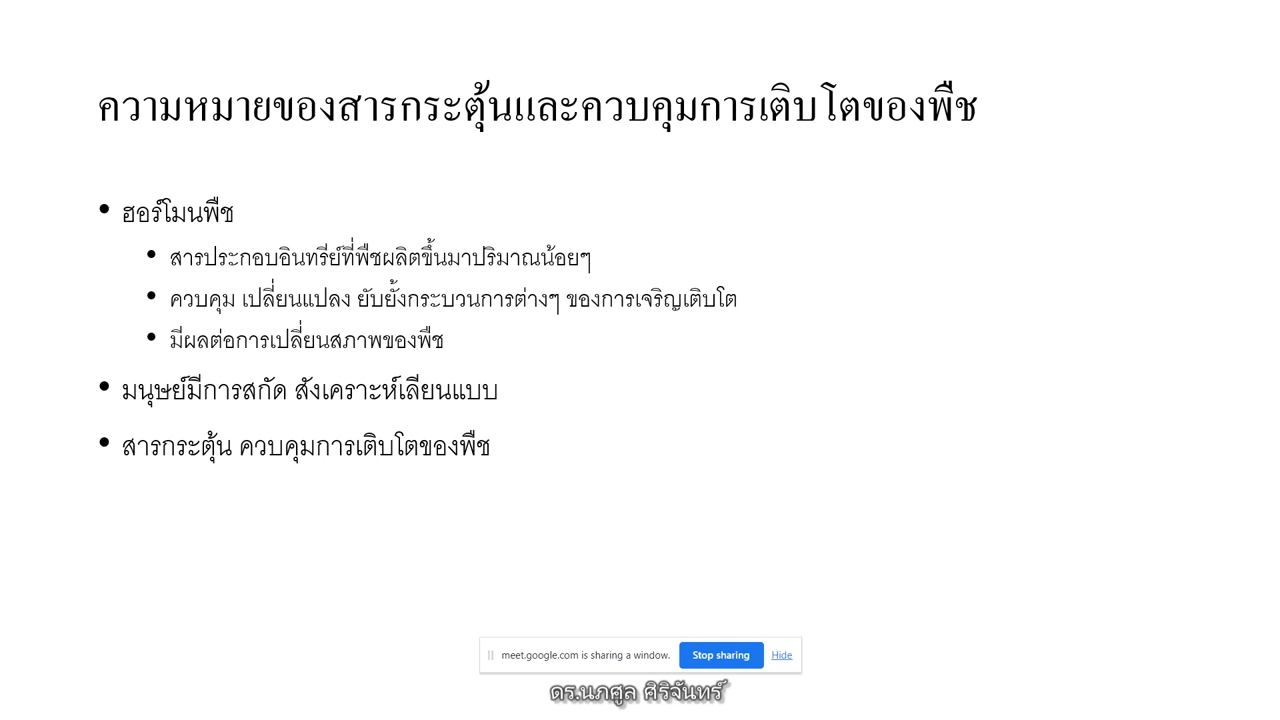 ความหมายของสารกระตุ้นและควบคุมการเติบโตของพืช
• ฮอร์โมนพืช
• สารประกอบอินทรีย์ที่พืชผลิตขึ้นมาปริมาณน้อยๆ
• ควบคุม เปลี่ยนแปลง ยับยั้งกระบวนการต่างๆ ของการเจริญเติบโต
• มีผลต่อการเปลี่ยนสภาพของพืช
• มนุษย์มีการสกัด สังเคราะห์เลียนแบบ
• สารกระตุ้น ควบคุมการเติบโตของพืช
meet.google.com is sharing a window. Stop sharing Hide
ดร.นภศูล ศิริจันทร์